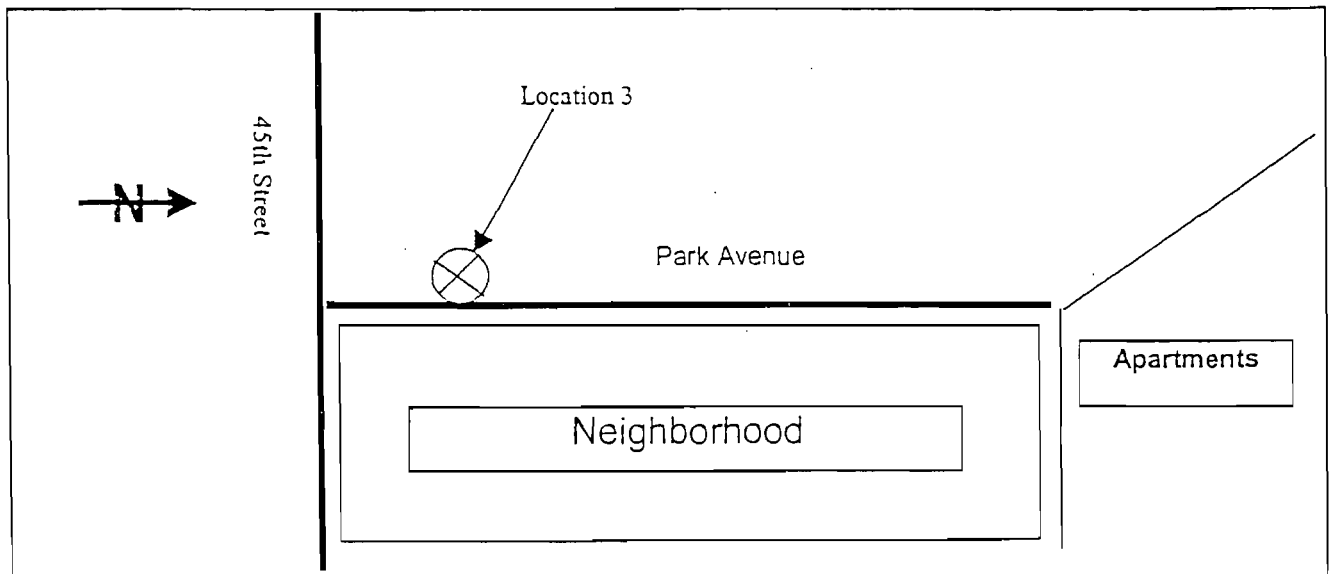 Location 3
45th Street
N
Park Avenue
Apartments
Neighborhood